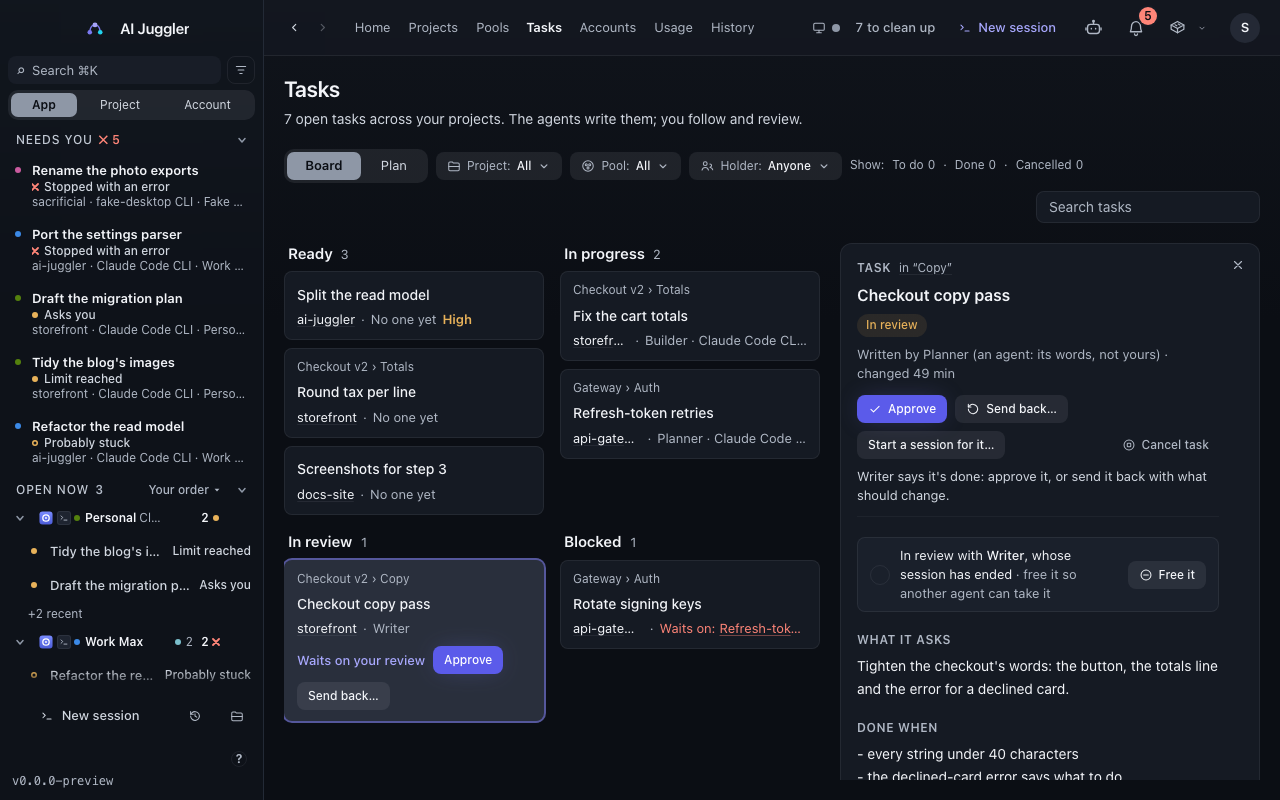 AI Juggler
Search ⌘K
App
Project
Account
NEEDS YOU 5
Rename the photo exports
Stopped with an error
sacrificial · fake-desktop CLI · Fake ...
Port the settings parser
Stopped with an error
ai-juggler · Claude Code CLI · Work ...
Draft the migration plan
Asks you
storefront · Claude Code CLI · Perso...
Tidy the blog's images
Limit reached
storefront · Claude Code CLI · Perso...
Refactor the read model
Probably stuck
ai-juggler · Claude Code CLI · Work ...
OPEN NOW 3
Your order
Personal Cl...
2
Tidy the blog's i...
Limit reached
Draft the migration p...
Asks you
+2 recent
Work Max
2 2
Refactor the re...
Probably stuck
New session
?
v0.0.0-preview
Home
Projects
Pools
Tasks
Accounts
Usage
History
7 to clean up
New session
5
S
Tasks
7 open tasks across your projects. The agents write them; you follow and review.
Board
Plan
Project: All
Pool: All
Holder: Anyone
Show: To do 0 · Done 0 · Cancelled 0
Search tasks
Ready 3
Split the read model
ai-juggler · No one yet High
Checkout v2 › Totals
Round tax per line
storefront · No one yet
Screenshots for step 3
docs-site · No one yet
In progress 2
Checkout v2 › Totals
Fix the cart totals
storefr... · Builder · Claude Code CL...
Gateway › Auth
Refresh-token retries
api-gate... · Planner · Claude Code ...
In review 1
Checkout v2 › Copy
Checkout copy pass
storefront · Writer
Waits on your review
Approve
Send back...
Blocked 1
Gateway › Auth
Rotate signing keys
api-gate... · Waits on: Refresh-tok...
TASK in “Copy”
Checkout copy pass
In review
Written by Planner (an agent: its words, not yours) ·
changed 49 min
Approve
Send back...
Start a session for it...
Cancel task
Writer says it's done: approve it, or send it back with what
should change.
In review with Writer, whose
session has ended · free it so
another agent can take it
Free it
WHAT IT ASKS
Tighten the checkout's words: the button, the totals line
and the error for a declined card.
DONE WHEN
- every string under 40 characters
- the declined-card error says what to do